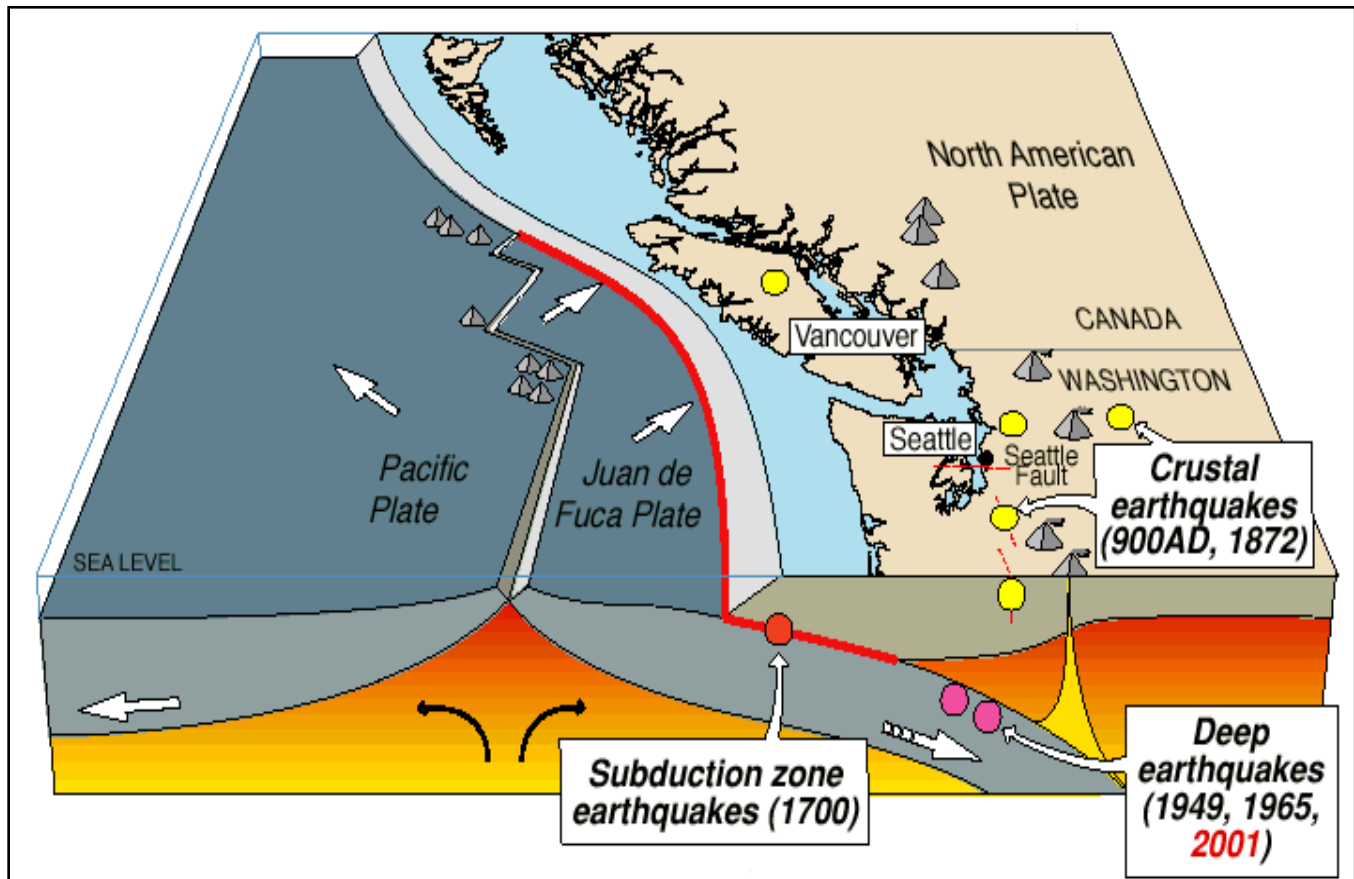 North American
Plate
CANADA
Vancouver
WASHINGTON
Seattle
Seattle
Fault
Pacific
Plate
Juan de
Fuca Plate
Crustal
earthquakes
(900AD, 1872)
SEA LEVEL
Subduction zone
earthquakes (1700)
Deep
earthquakes
(1949, 1965,
2001)